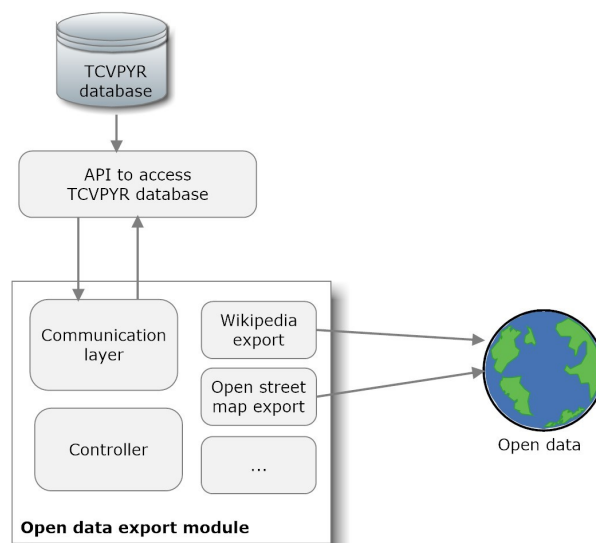 TCVPYR
database
API to access
TCVPYR database
Communication
layer
Wikipedia
export
Open street
map export
Controller
...
Open data export module
Open data